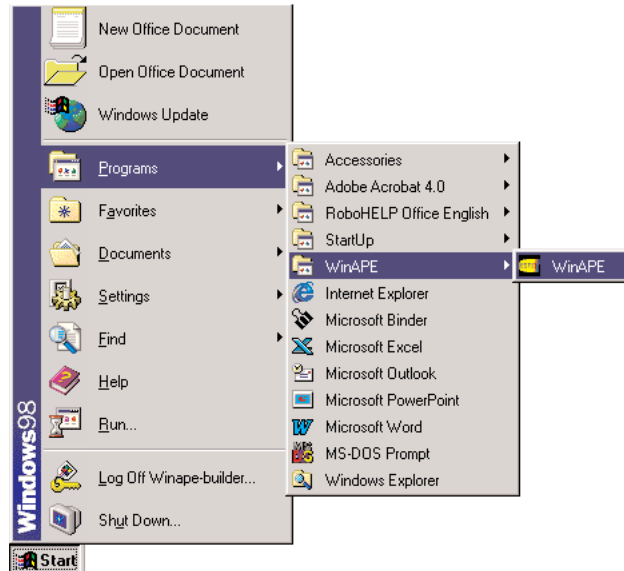 New Office Document
Open Office Document
Windows Update
Programs
Favorites
Documents
Settings
Find
Help
Run...
Log Off Winape-builder...
Shut Down...
Windows98
Start
Accessories
Adobe Acrobat 4.0
RoboHELP Office English
StartUp
WinAPE
Internet Explorer
Microsoft Binder
Microsoft Excel
Microsoft Outlook
Microsoft PowerPoint
Microsoft Word
MS-DOS Prompt
Windows Explorer
WinAPE